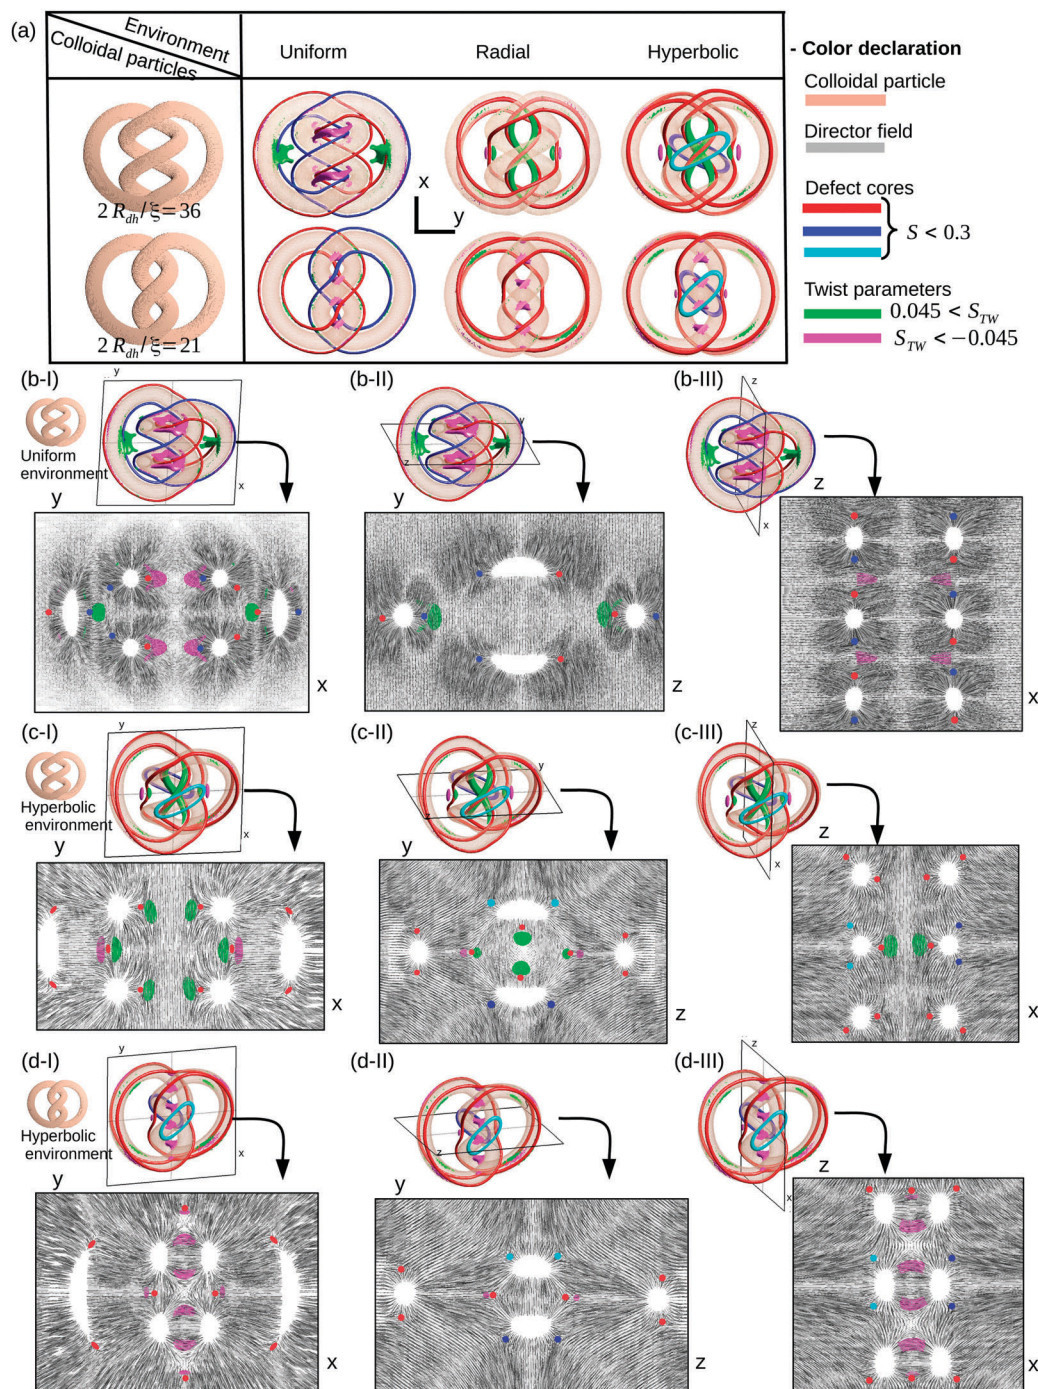 (a)
Environment
Colloidal particles
Uniform
Radial
Hyperbolic
- Color declaration
Colloidal particle
Director field
Defect cores
S < 0.3
Twist parameters
0.045 < S_TW
S_TW < −0.045
2 R_dh / ξ = 36
x
y
2 R_dh / ξ = 21
(b-I)
y
Uniform
environment
x
y
x
(b-II)
y
z
y
z
(b-III)
z
x
z
x
(c-I)
y
Hyperbolic
environment
x
y
x
(c-II)
y
z
y
z
(c-III)
z
x
z
x
(d-I)
y
Hyperbolic
environment
x
y
x
(d-II)
z
y
z
(d-III)
z
x
z
x